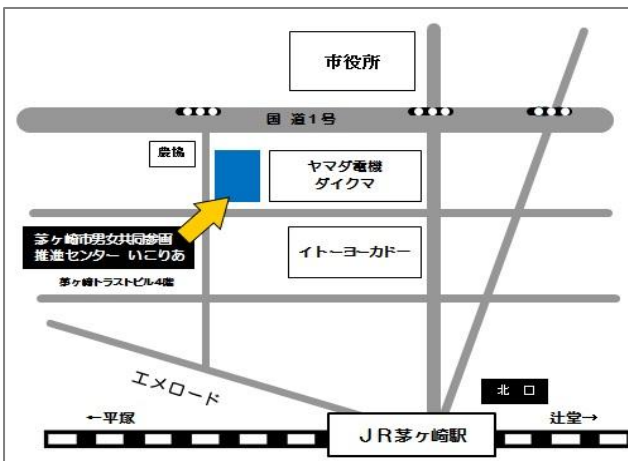 市役所
国道1号
農協
ヤマダ電機
ダイクマ
茅ヶ崎市男女共同参画
推進センター いこりあ
イトーヨーカドー
茅ヶ崎トラストビル4階
エメロード
北口
←平塚
辻堂→
JR茅ヶ崎駅